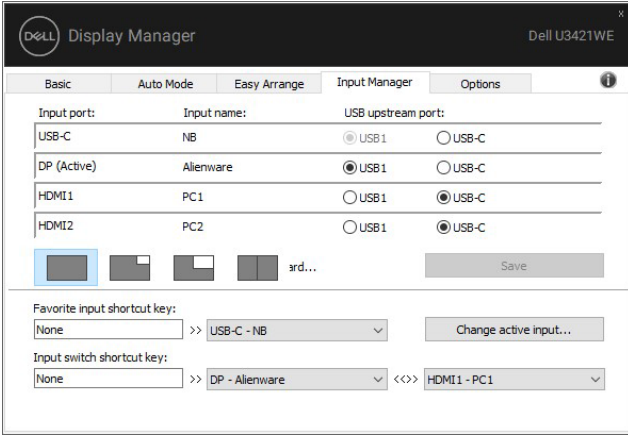 x
DELL Display Manager Dell U3421WE
Basic Auto Mode Easy Arrange Input Manager Options i
Input port: Input name: USB upstream port:
USB-C NB USB1 USB-C
DP (Active) Alienware USB1 USB-C
HDMI1 PC1 USB1 USB-C
HDMI2 PC2 USB1 USB-C
ard... Save
Favorite input shortcut key:
None >> USB-C - NB Change active input...
Input switch shortcut key:
None >> DP - Alienware <<>> HDMI1 - PC1